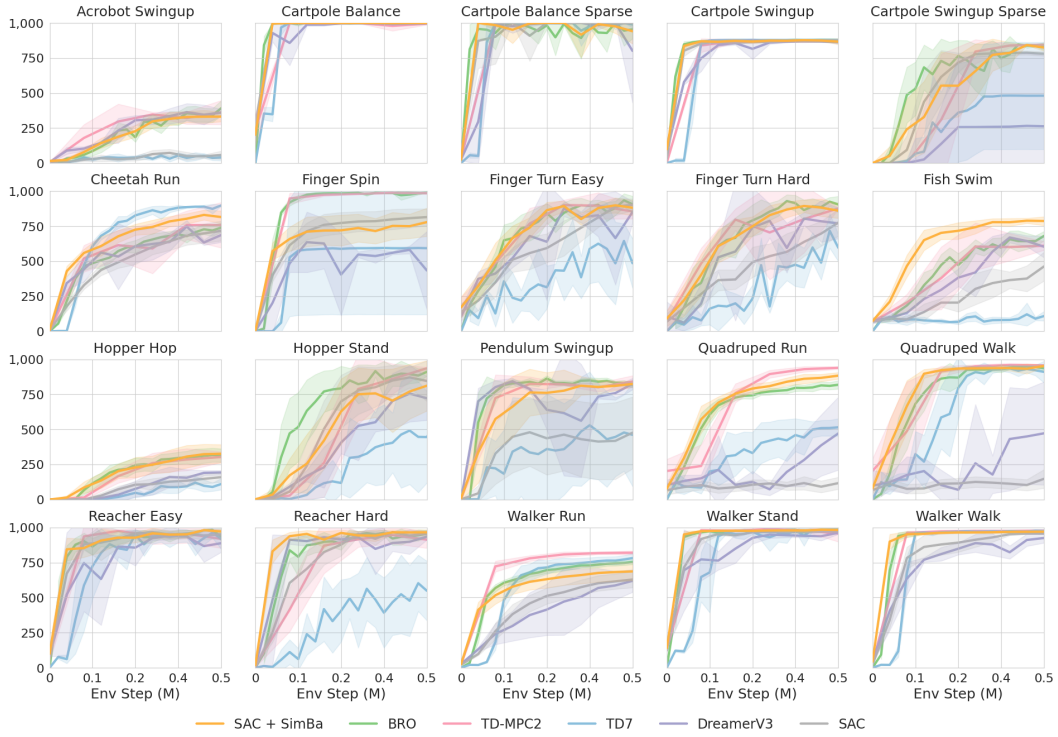 Acrobot Swingup Cartpole Balance Cartpole Balance Sparse Cartpole Swingup Cartpole Swingup Sparse
1,000
750
500
250
0
Cheetah Run Finger Spin Finger Turn Easy Finger Turn Hard Fish Swim
1,000
750
500
250
0
Hopper Hop Hopper Stand Pendulum Swingup Quadruped Run Quadruped Walk
1,000
750
500
250
0
Reacher Easy Reacher Hard Walker Run Walker Stand Walker Walk
1,000
750
500
250
0
0 0.1 0.2 0.3 0.4 0.5 0 0.1 0.2 0.3 0.4 0.5 0 0.1 0.2 0.3 0.4 0.5 0 0.1 0.2 0.3 0.4 0.5 0 0.1 0.2 0.3 0.4 0.5
Env Step (M) Env Step (M) Env Step (M) Env Step (M) Env Step (M)
SAC + SimBa BRO TD-MPC2 TD7 DreamerV3 SAC